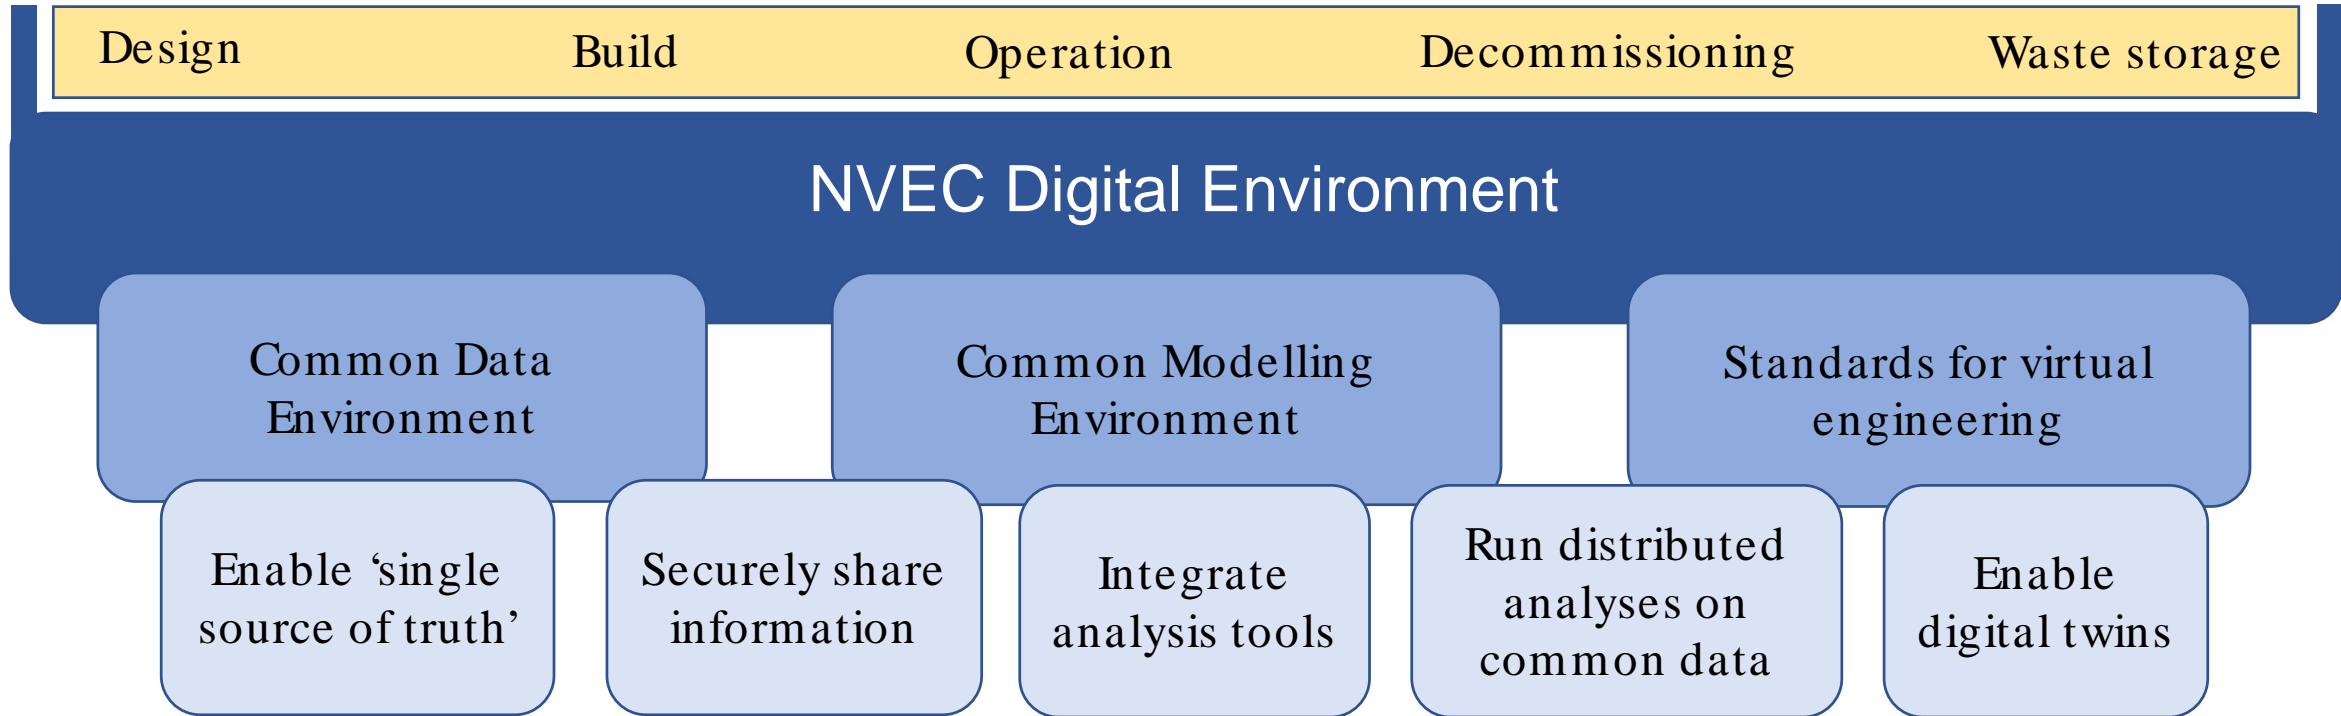 Design Build Operation Decommissioning Waste storage
NVEC Digital Environment
Common Data
Environment
Common Modelling
Environment
Standards for virtual
engineering
Enable ‘single
source of truth’
Securely share
information
Integrate
analysis tools
Run distributed
analyses on
common data
Enable
digital twins